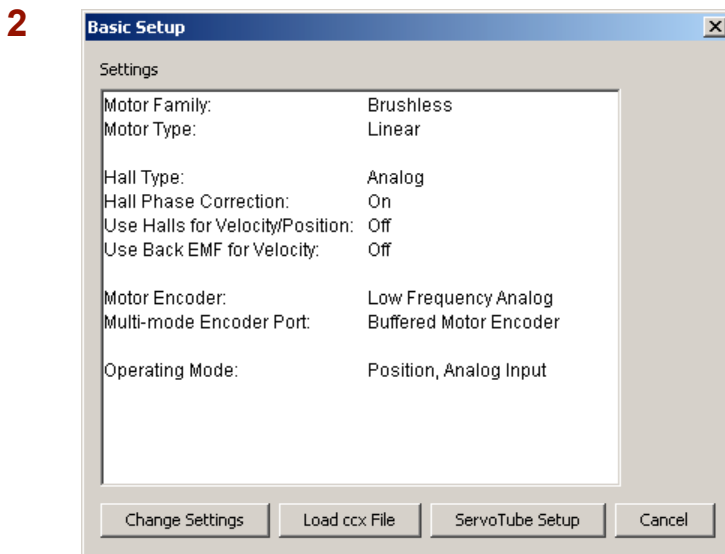 2
Basic Setup
Settings
Motor Family: Brushless
Motor Type: Linear
Hall Type: Analog
Hall Phase Correction: On
Use Halls for Velocity/Position: Off
Use Back EMF for Velocity: Off
Motor Encoder: Low Frequency Analog
Multi-mode Encoder Port: Buffered Motor Encoder
Operating Mode: Position, Analog Input
Change Settings Load ccx File ServoTube Setup Cancel